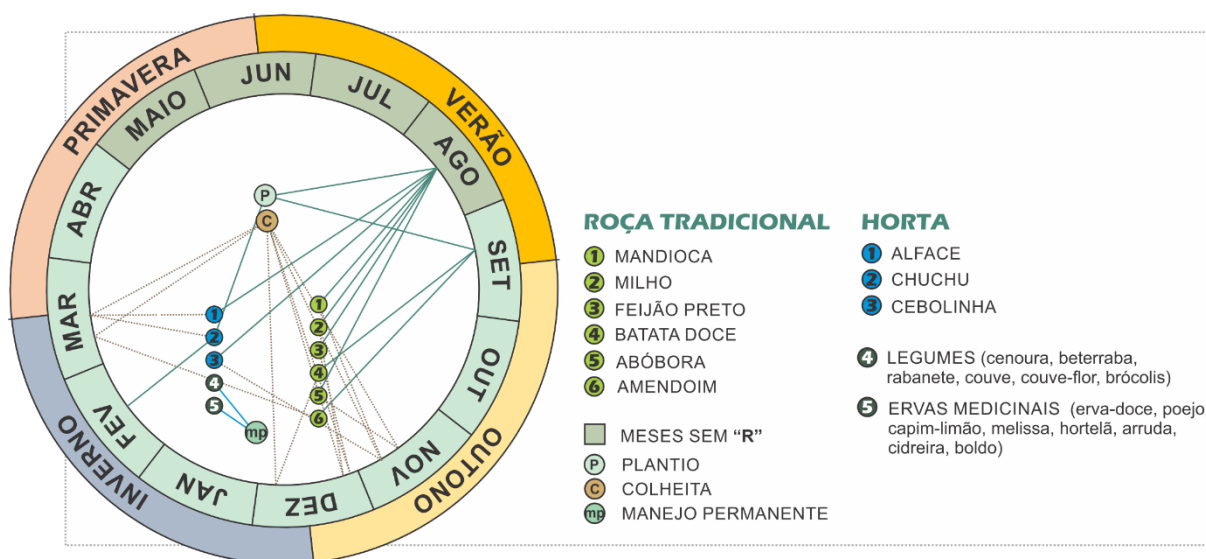 PRIMAVERA
VERÃO
OUTONO
INVERNO
MAIO
JUN
JUL
AGO
SET
OUT
NOV
DEZ
JAN
FEV
MAR
ABR
P
C
1
2
3
4
5
mp
1
2
3
4
5
6
ROÇA TRADICIONAL
1 MANDIOCA
2 MILHO
3 FEIJÃO PRETO
4 BATATA DOCE
5 ABÓBORA
6 AMENDOIM
MESES SEM “R”
P PLANTIO
C COLHEITA
mp MANEJO PERMANENTE
HORTA
1 ALFACE
2 CHUCHU
3 CEBOLINHA
4 LEGUMES (cenoura, beterraba,
rabanete, couve, couve-flor, brócolis)
5 ERVAS MEDICINAIS (erva-doce, poejo
capim-limão, melissa, hortelã, arruda,
cidreira, boldo)